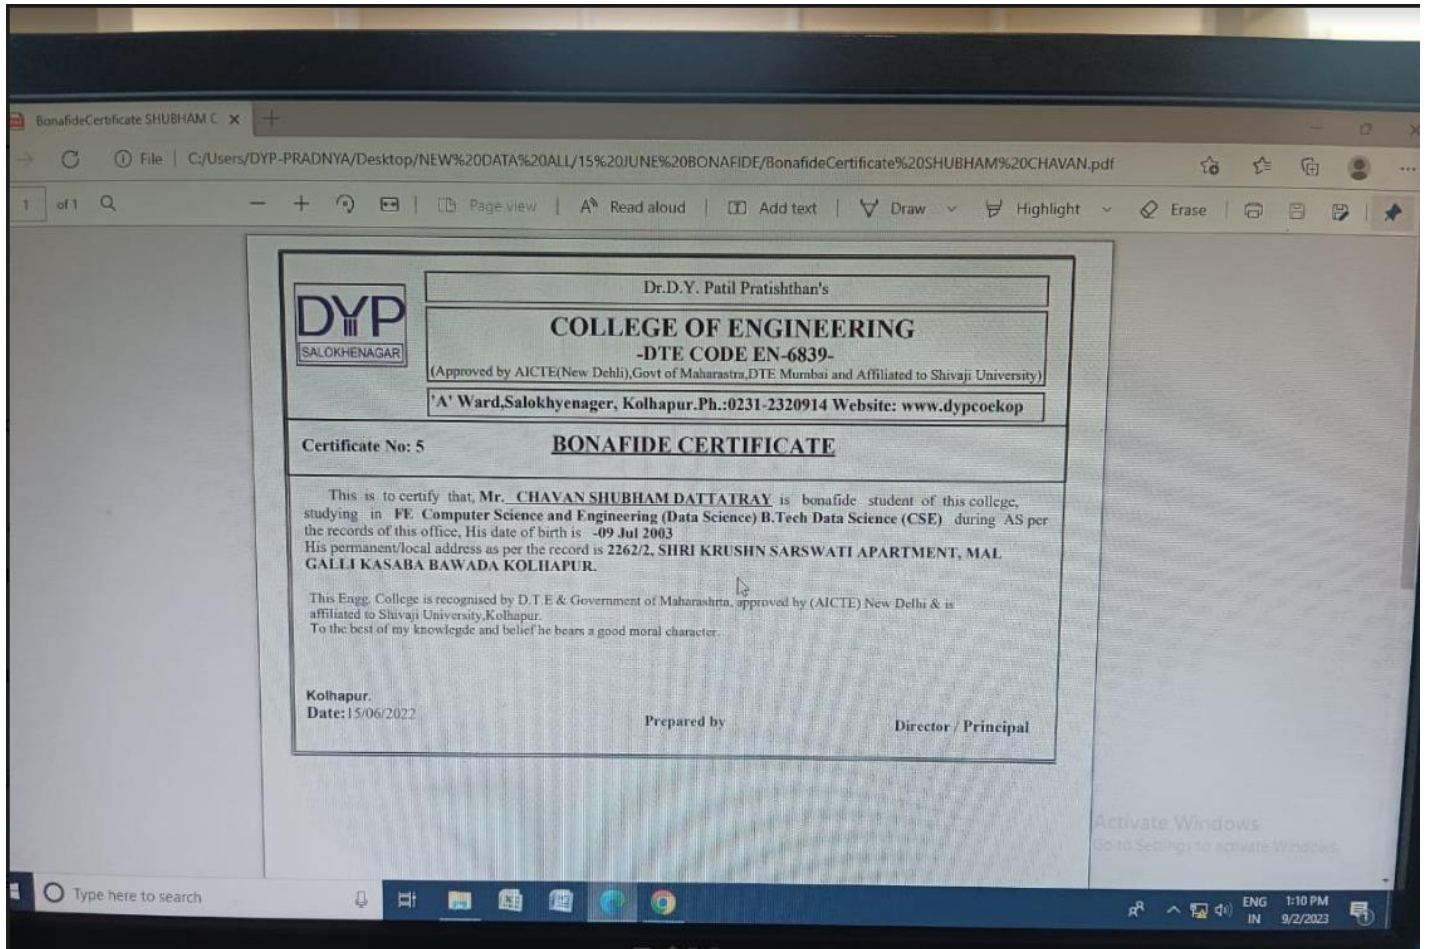 BonafideCertificate SHUBHAM C
File | C:/Users/DYP-PRADNYA/Desktop/NEW%20DATA%20ALL/15%20JUNE%20BONAFIDE/BonafideCertificate%20SHUBHAM%20CHAVAN.pdf
1 of 1 Page view Read aloud Add text Draw Highlight Erase
DYP
SALOKHENAGAR
Dr.D.Y. Patil Pratishthan's
COLLEGE OF ENGINEERING
-DTE CODE EN-6839-
(Approved by AICTE(New Dehli),Govt of Maharastra,DTE Mumbai and Affiliated to Shivaji University)
'A' Ward,Salokhyenager, Kolhapur.Ph.:0231-2320914 Website: www.dypcoekop
Certificate No: 5 BONAFIDE CERTIFICATE
This is to certify that, Mr. CHAVAN SHUBHAM DATTATRAY is bonafide student of this college,
studying in FE Computer Science and Engineering (Data Science) B.Tech Data Science (CSE) during AS per
the records of this office, His date of birth is -09 Jul 2003
His permanent/local address as per the record is 2262/2, SHRI KRUSHN SARSWATI APARTMENT, MAL
GALLI KASABA BAWADA KOLHAPUR.
This Engg. College is recognised by D.T.E & Government of Maharashtra, approved by (AICTE) New Delhi & is
affiliated to Shivaji University,Kolhapur.
To the best of my knowlegde and belief he bears a good moral character.
Kolhapur.
Date:15/06/2022 Prepared by Director / Principal
Activate Windows
Go to Settings to activate Windows.
Type here to search
ENG
IN
1:10 PM
9/2/2023